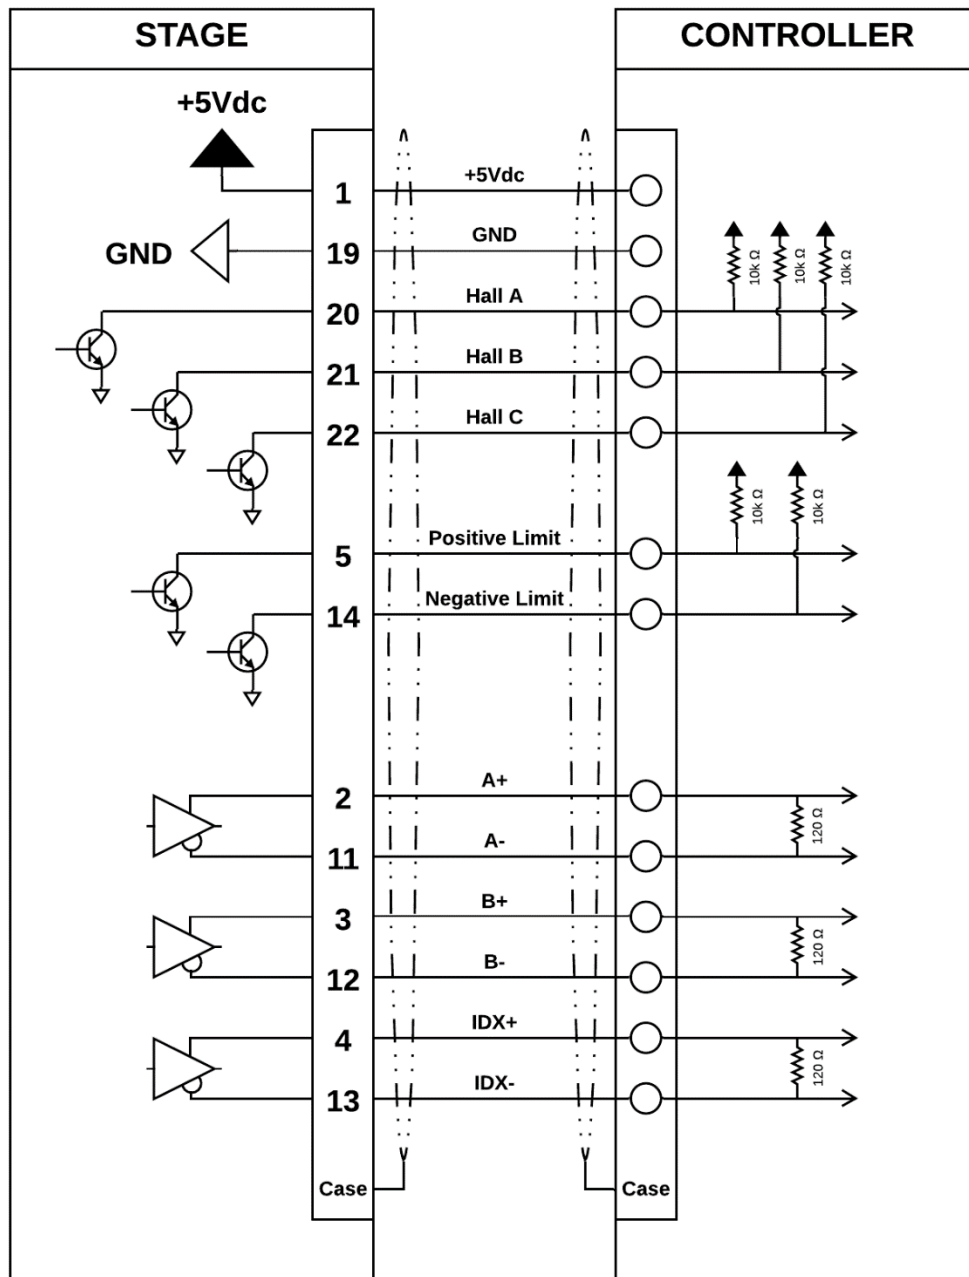 STAGE
CONTROLLER
+5Vdc
1
+5Vdc
GND
19
GND
20
Hall A
10k Ω
10k Ω
10k Ω
21
Hall B
22
Hall C
5
Positive Limit
10k Ω
10k Ω
14
Negative Limit
2
A+
120 Ω
11
A-
3
B+
120 Ω
12
B-
4
IDX+
120 Ω
13
IDX-
Case
Case